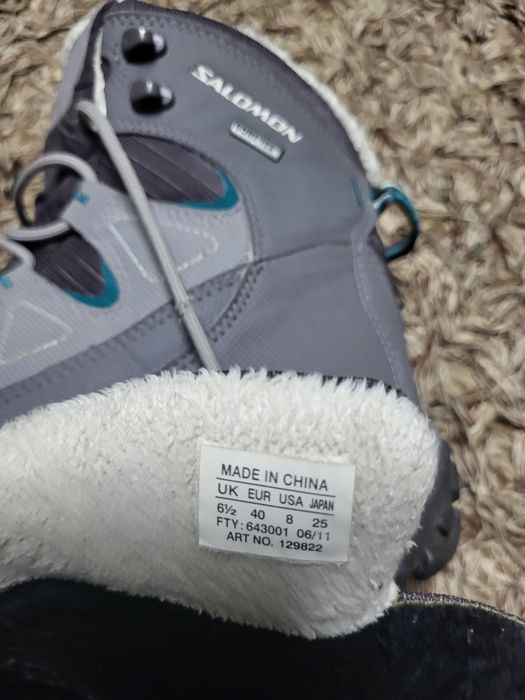 SALOMON
MADE IN CHINA
UK EUR USA JAPAN
6½ 40 8 25
FTY: 643001 06/11
ART NO. 129822